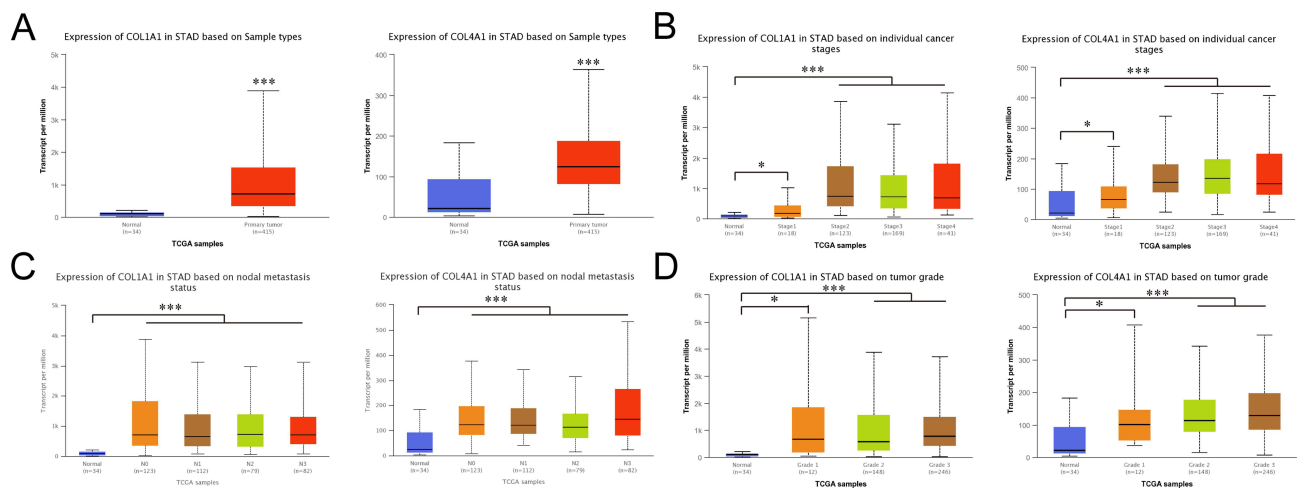 A
Expression of COL1A1 in STAD based on Sample types
Transcript per million
5k
4k
3k
2k
1k
0
***
Normal
(n=34)
Primary tumor
(n=415)
TCGA samples
Expression of COL4A1 in STAD based on Sample types
Transcript per million
400
300
200
100
0
***
Normal
(n=34)
Primary tumor
(n=415)
TCGA samples
B
Expression of COL1A1 in STAD based on individual cancer
stages
Transcript per million
5k
4k
3k
2k
1k
0
***
*
Normal
(n=34)
Stage1
(n=18)
Stage2
(n=123)
Stage3
(n=169)
Stage4
(n=41)
TCGA samples
Expression of COL4A1 in STAD based on individual cancer
stages
Transcript per million
500
400
300
200
100
0
***
*
Normal
(n=34)
Stage1
(n=18)
Stage2
(n=123)
Stage3
(n=169)
Stage4
(n=41)
TCGA samples
C
Expression of COL1A1 in STAD based on nodal metastasis
status
Transcript per million
5k
4k
3k
2k
1k
0
***
Normal
(n=34)
N0
(n=123)
N1
(n=112)
N2
(n=79)
N3
(n=82)
TCCA samples
Expression of COL4A1 in STAD based on nodal metastasis
status
Transcript per million
600
500
400
300
200
100
0
***
Normal
(n=34)
N0
(n=123)
N1
(n=112)
N2
(n=79)
N3
(n=82)
TCGA samples
D
Expression of COL1A1 in STAD based on tumor grade
Transcript per million
6k
5k
4k
3k
2k
1k
0
***
*
Normal
(n=34)
Grade 1
(n=12)
Grade 2
(n=148)
Grade 3
(n=246)
TCGA samples
Expression of COL4A1 in STAD based on tumor grade
Transcript per million
500
400
300
200
100
0
***
*
Normal
(n=34)
Grade 1
(n=12)
Grade 2
(n=148)
Grade 3
(n=246)
TCGA samples